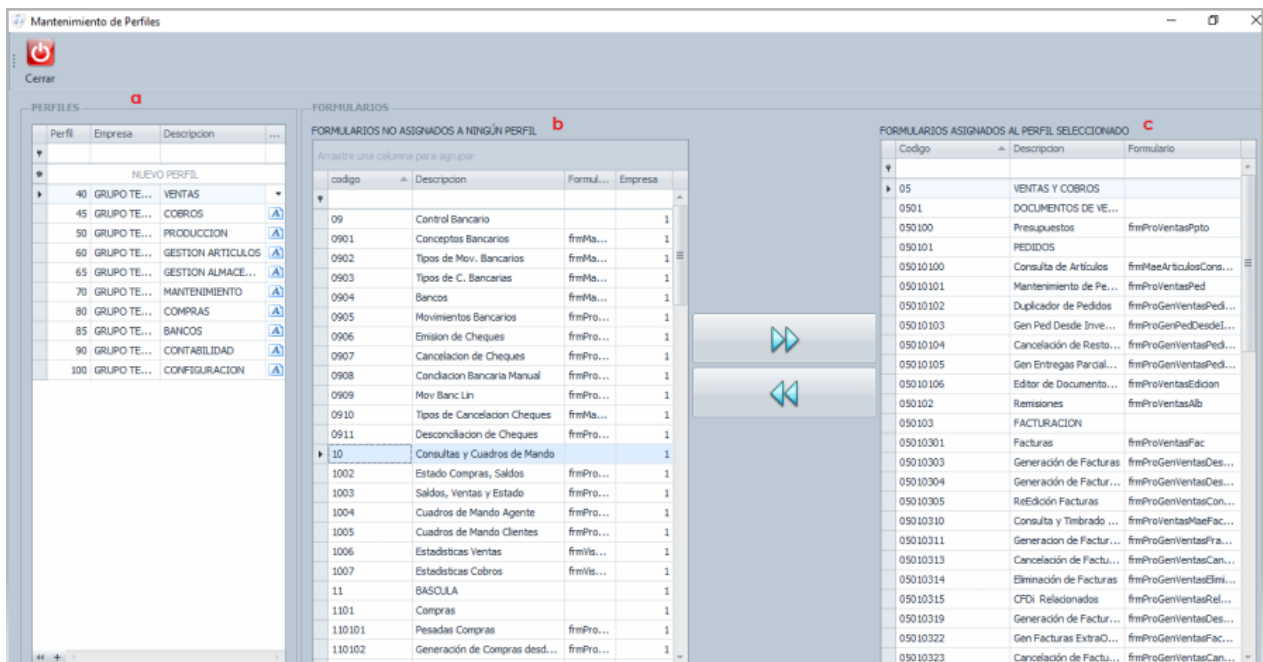 Mantenimiento de Perfiles
Cerrar
PERFILES a
Perfil Empresa Descripcion ...
NUEVO PERFIL
40 GRUPO TE... VENTAS
45 GRUPO TE... COBROS
50 GRUPO TE... PRODUCCION
60 GRUPO TE... GESTION ARTICULOS
65 GRUPO TE... GESTION ALMACE...
70 GRUPO TE... MANTENIMIENTO
80 GRUPO TE... COMPRAS
85 GRUPO TE... BANCOS
90 GRUPO TE... CONTABILIDAD
100 GRUPO TE... CONFIGURACION
FORMULARIOS
FORMULARIOS NO ASIGNADOS A NINGÚN PERFIL b
Arrastre una columna para agrupar
codigo Descripcion Formul... Empresa
09 Control Bancario 1
0901 Conceptos Bancarios frmMa... 1
0902 Tipos de Mov. Bancarios frmMa... 1
0903 Tipos de C. Bancarias frmMa... 1
0904 Bancos frmMa... 1
0905 Movimientos Bancarios frmPro... 1
0906 Emision de Cheques frmPro... 1
0907 Cancelacion de Cheques frmPro... 1
0908 Conciliacion Bancaria Manual frmPro... 1
0909 Mov Banc Lin frmPro... 1
0910 Tipos de Cancelacion Cheques frmMa... 1
0911 Desconciliacion de Cheques frmPro... 1
10 Consultas y Cuadros de Mando 1
1002 Estado Compras, Saldos frmPro... 1
1003 Saldos, Ventas y Estado frmPro... 1
1004 Cuadros de Mando Agente frmPro... 1
1005 Cuadros de Mando Clientes frmPro... 1
1006 Estadisticas Ventas frmVis... 1
1007 Estadisticas Cobros frmVis... 1
11 BASCULA 1
1101 Compras 1
110101 Pesadas Compras frmPro... 1
110102 Generación de Compras desd... frmPro... 1
FORMULARIOS ASIGNADOS AL PERFIL SELECCIONADO c
Codigo Descripcion Formulario
05 VENTAS Y COBROS
0501 DOCUMENTOS DE VE...
050100 Presupuestos frmProVentasPpto
050101 PEDIDOS
05010100 Consulta de Artículos frmMaeArticulosCons...
05010101 Mantenimiento de Pe... frmProVentasPed
05010102 Duplicador de Pedidos frmProGenVentasPedi...
05010103 Gen Ped Desde Inve... frmProGenPedDesdeI...
05010104 Cancelación de Resto... frmProGenVentasPedi...
05010105 Gen Entregas Parcial... frmProGenVentasPedi...
05010106 Editor de Documento... frmProVentasEdicion
050102 Remisiones frmProVentasAlb
050103 FACTURACION
05010301 Facturas frmProVentasFac
05010303 Generación de Facturas frmProGenVentasDes...
05010304 Generación de Factur... frmProGenVentasDes...
05010305 ReEdición Facturas frmProGenVentasCon...
05010310 Consulta y Timbrado ... frmProVentasMaeFac...
05010311 Generacion de Factur... frmProGenVentasFra...
05010313 Cancelación de Factu... frmProGenVentasCan...
05010314 Eliminación de Facturas frmProGenVentasElimi...
05010315 CFDi Relacionados frmProGenVentasRel...
05010319 Generación de Factur... frmProGenVentasDes...
05010322 Gen Facturas ExtraO... frmProGenVentasFac...
05010323 Cancelación de Factu... frmProGenVentasCan...